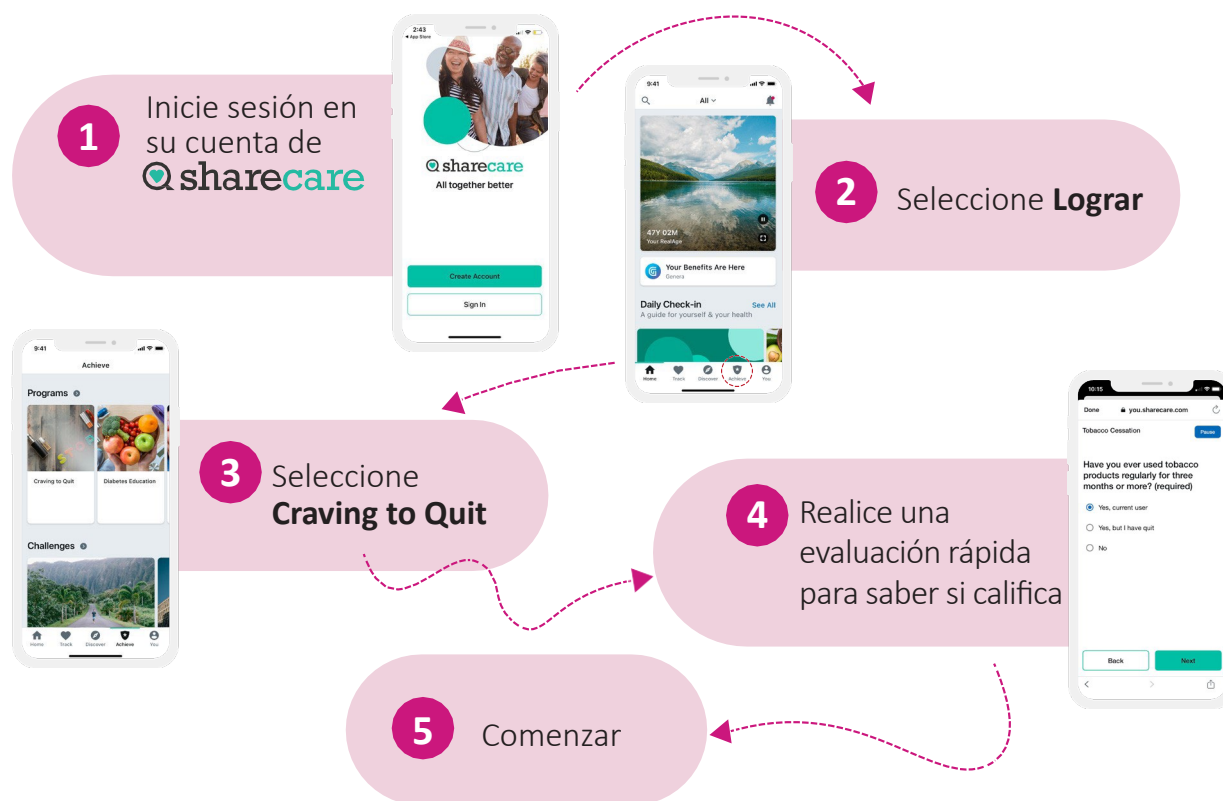 1
Inicie sesión en
su cuenta de
sharecare
2:43
App Store
sharecare
All together better
Create Account
Sign In
9:41
All
47Y 02M
Your RealAge
Your Benefits Are Here
Genera
Daily Check-in
See All
A guide for yourself & your health
Home
Track
Discover
Achieve
You
2
Seleccione Lograr
9:41
Achieve
Programs
Craving to Quit
Diabetes Education
Challenges
Home
Track
Discover
Achieve
You
3
Seleccione
Craving to Quit
4
Realice una
evaluación rápida
para saber si califica
10:15
Done
you.sharecare.com
Tobacco Cessation
Pause
Have you ever used tobacco
products regularly for three
months or more? (required)
Yes, current user
Yes, but I have quit
No
Back
Next
5
Comenzar